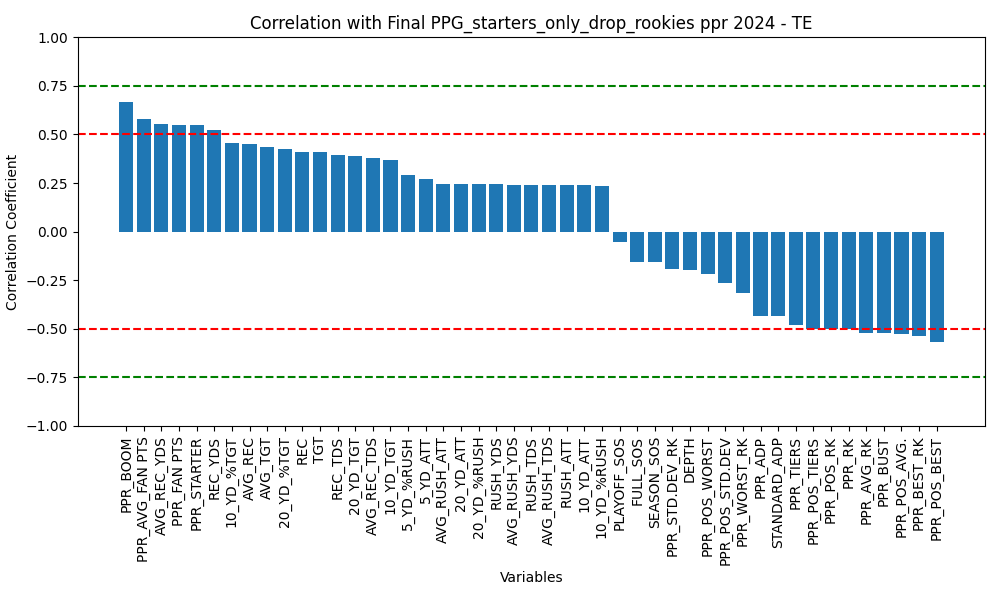 Correlation with Final PPG_starters_only_drop_rookies ppr 2024 - TE
1.00
0.75
0.50
0.25
0.00
−0.25
−0.50
−0.75
−1.00
Correlation Coefficient
PPR_BOOM
PPR_AVG_FAN PTS
AVG_REC_YDS
PPR_FAN PTS
PPR_STARTER
REC_YDS
10_YD_%TGT
AVG_REC
AVG_TGT
20_YD_%TGT
REC
TGT
REC_TDS
20_YD_TGT
AVG_REC_TDS
10_YD_TGT
5_YD_%RUSH
5_YD_ATT
AVG_RUSH_ATT
20_YD_ATT
20_YD_%RUSH
RUSH_YDS
AVG_RUSH_YDS
RUSH_TDS
AVG_RUSH_TDS
RUSH_ATT
10_YD_ATT
10_YD_%RUSH
PLAYOFF_SOS
FULL_SOS
SEASON_SOS
PPR_STD.DEV_RK
DEPTH
PPR_POS_WORST
PPR_POS_STD.DEV
PPR_WORST_RK
PPR_ADP
STANDARD_ADP
PPR_TIERS
PPR_POS_TIERS
PPR_POS_RK
PPR_RK
PPR_AVG_RK
PPR_BUST
PPR_POS_AVG.
PPR_BEST_RK
PPR_POS_BEST
Variables